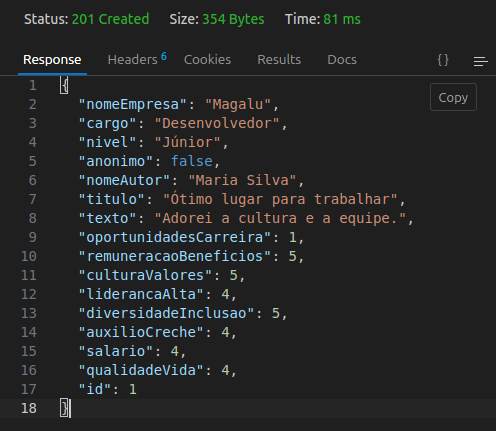 Status: 201 Created Size: 354 Bytes Time: 81 ms
Response Headers 6 Cookies Results Docs {}
Copy
1 {
2 "nomeEmpresa": "Magalu",
3 "cargo": "Desenvolvedor",
4 "nivel": "Júnior",
5 "anonimo": false,
6 "nomeAutor": "Maria Silva",
7 "titulo": "Ótimo lugar para trabalhar",
8 "texto": "Adorei a cultura e a equipe.",
9 "oportunidadesCarreira": 1,
10 "remuneracaoBeneficios": 5,
11 "culturaValores": 5,
12 "liderancaAlta": 4,
13 "diversidadeInclusao": 5,
14 "auxilioCreche": 4,
15 "salario": 4,
16 "qualidadeVida": 4,
17 "id": 1
18 }